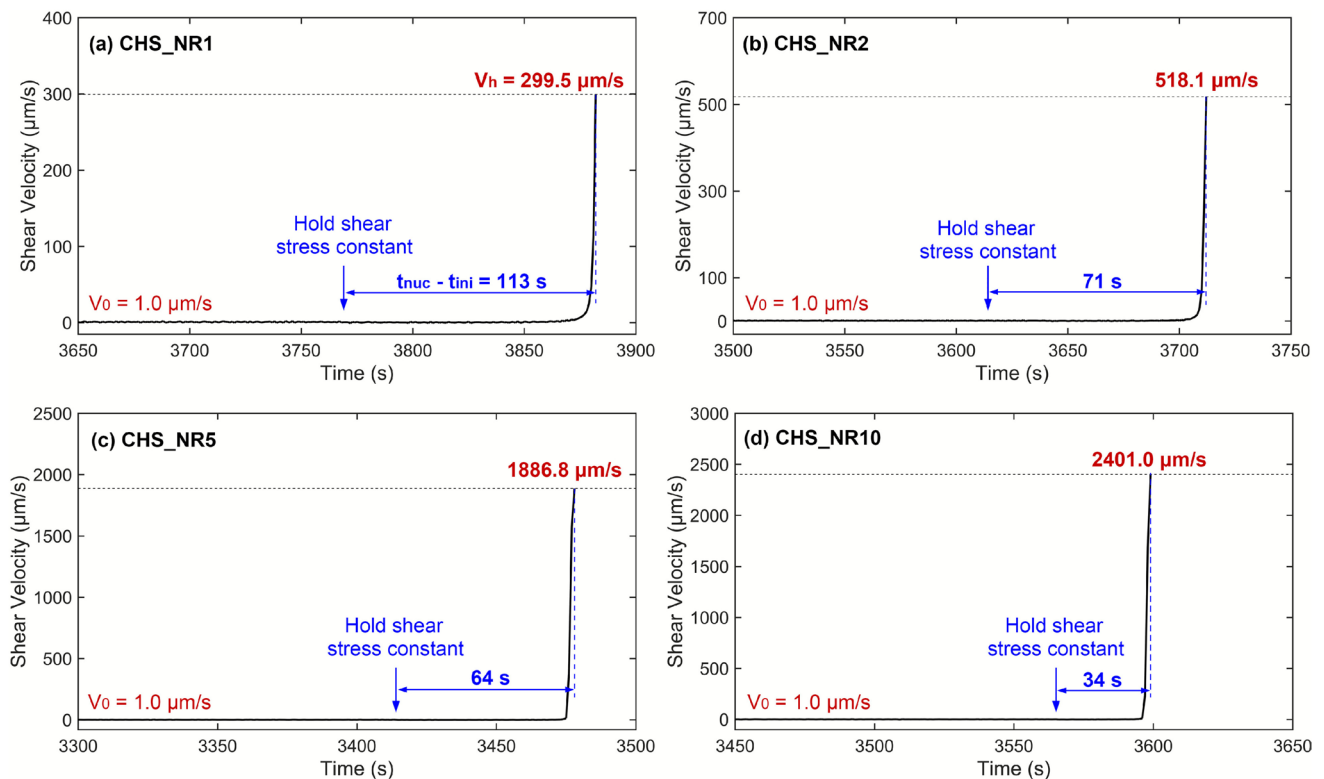 (a) CHS_NR1
Vh = 299.5 µm/s
Hold shear
stress constant
tnuc - tini = 113 s
V0 = 1.0 µm/s
400
300
200
100
0
Shear Velocity (µm/s)
3650 3700 3750 3800 3850 3900
Time (s)
(b) CHS_NR2
518.1 µm/s
Hold shear
stress constant
71 s
V0 = 1.0 µm/s
700
500
300
100
0
Shear Velocity (µm/s)
3500 3550 3600 3650 3700 3750
Time (s)
(c) CHS_NR5
1886.8 µm/s
Hold shear
stress constant
64 s
V0 = 1.0 µm/s
2500
2000
1500
1000
500
0
Shear Velocity (µm/s)
3300 3350 3400 3450 3500
Time (s)
(d) CHS_NR10
2401.0 µm/s
Hold shear
stress constant
34 s
V0 = 1.0 µm/s
3000
2500
2000
1500
1000
500
0
Shear Velocity (µm/s)
3450 3500 3550 3600 3650
Time (s)